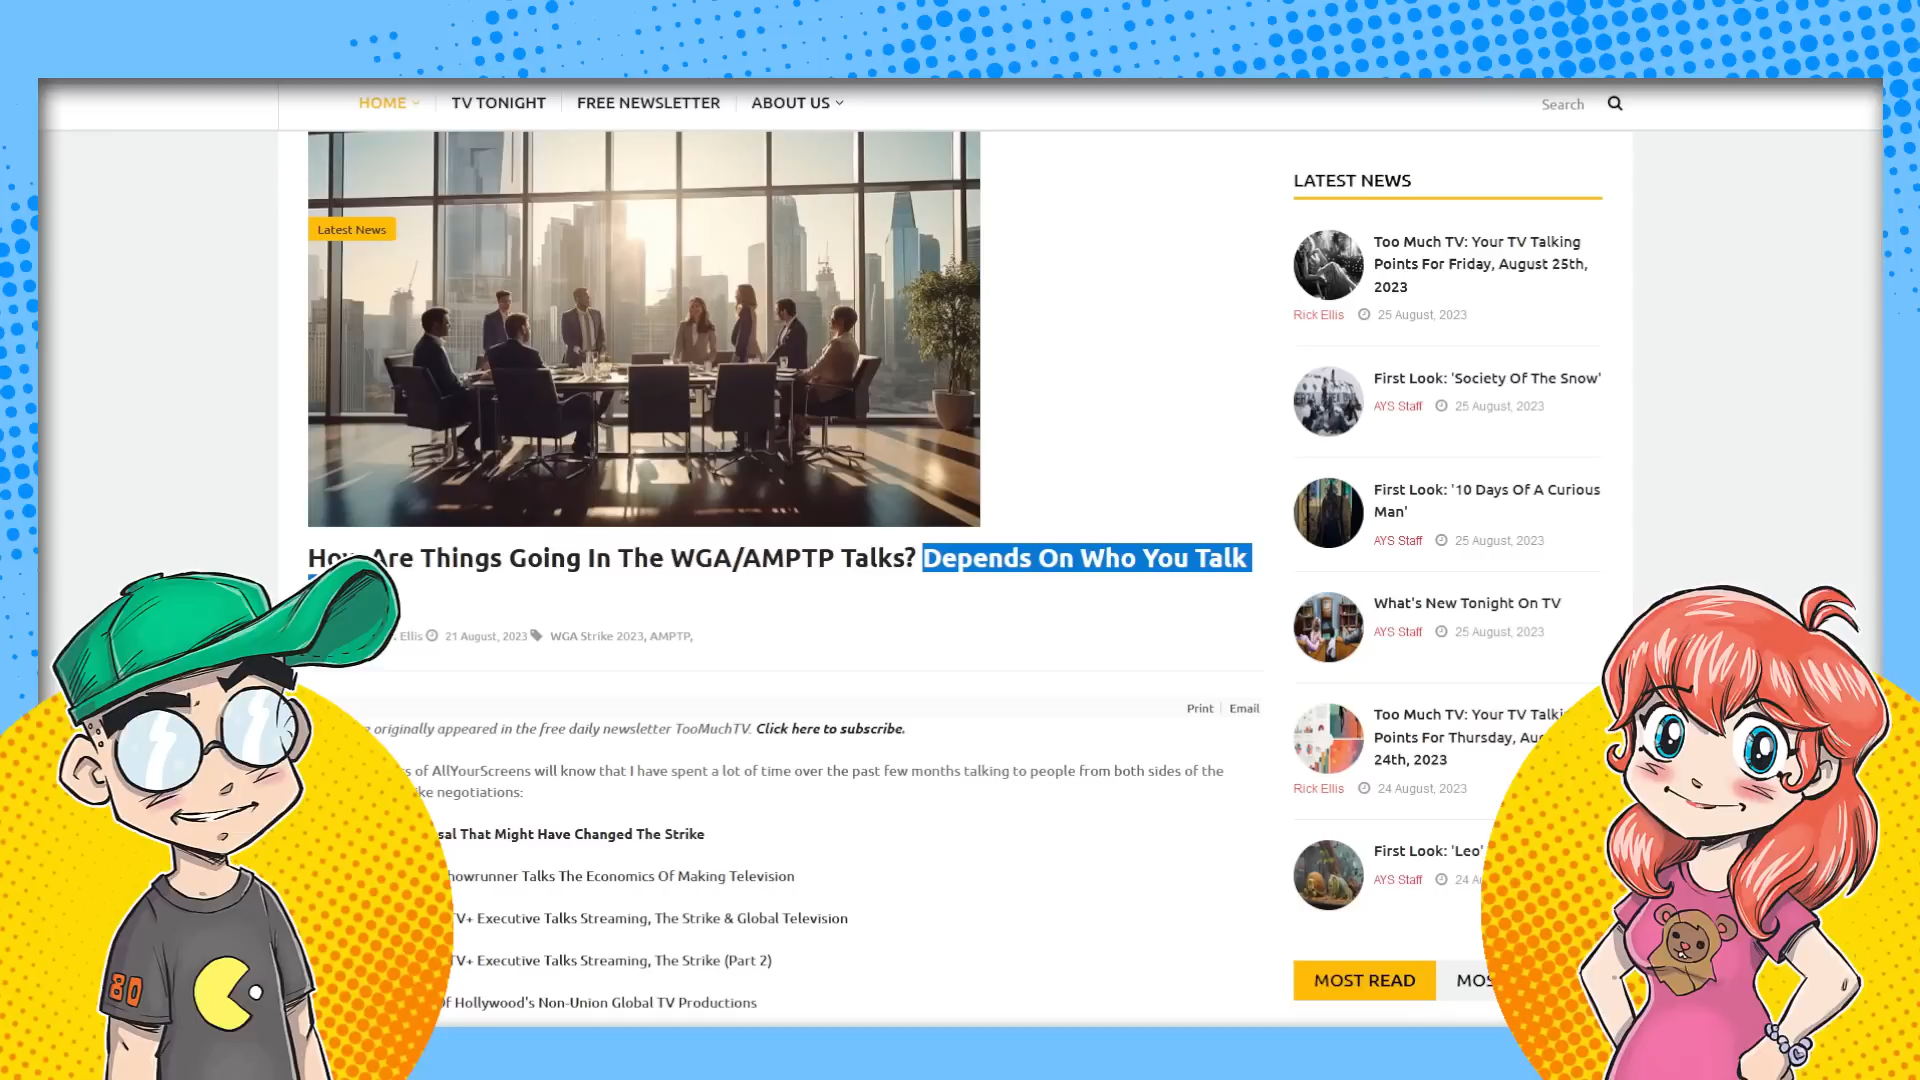 HOME
TV TONIGHT
FREE NEWSLETTER
ABOUT US
Search
Latest News
How Are Things Going In The WGA/AMPTP Talks? Depends On Who You Talk
Ellis 21 August, 2023 WGA Strike 2023, AMPTP,
Print Email
originally appeared in the free daily newsletter TooMuchTV. Click here to subscribe.
of AllYourScreens will know that I have spent a lot of time over the past few months talking to people from both sides of the
negotiations:
That Might Have Changed The Strike
Talks The Economics Of Making Television
TV+ Executive Talks Streaming, The Strike & Global Television
TV+ Executive Talks Streaming, The Strike (Part 2)
Of Hollywood's Non-Union Global TV Productions
LATEST NEWS
Too Much TV: Your TV Talking
Points For Friday, August 25th,
2023
Rick Ellis 25 August, 2023
First Look: 'Society Of The Snow'
AYS Staff 25 August, 2023
First Look: '10 Days Of A Curious
Man'
AYS Staff 25 August, 2023
What's New Tonight On TV
AYS Staff 25 August, 2023
Too Much TV: Your TV
Points For Thursday,
24th, 2023
Rick Ellis 24 August, 2023
First Look: 'Leo'
AYS Staff 24
MOST READ
80